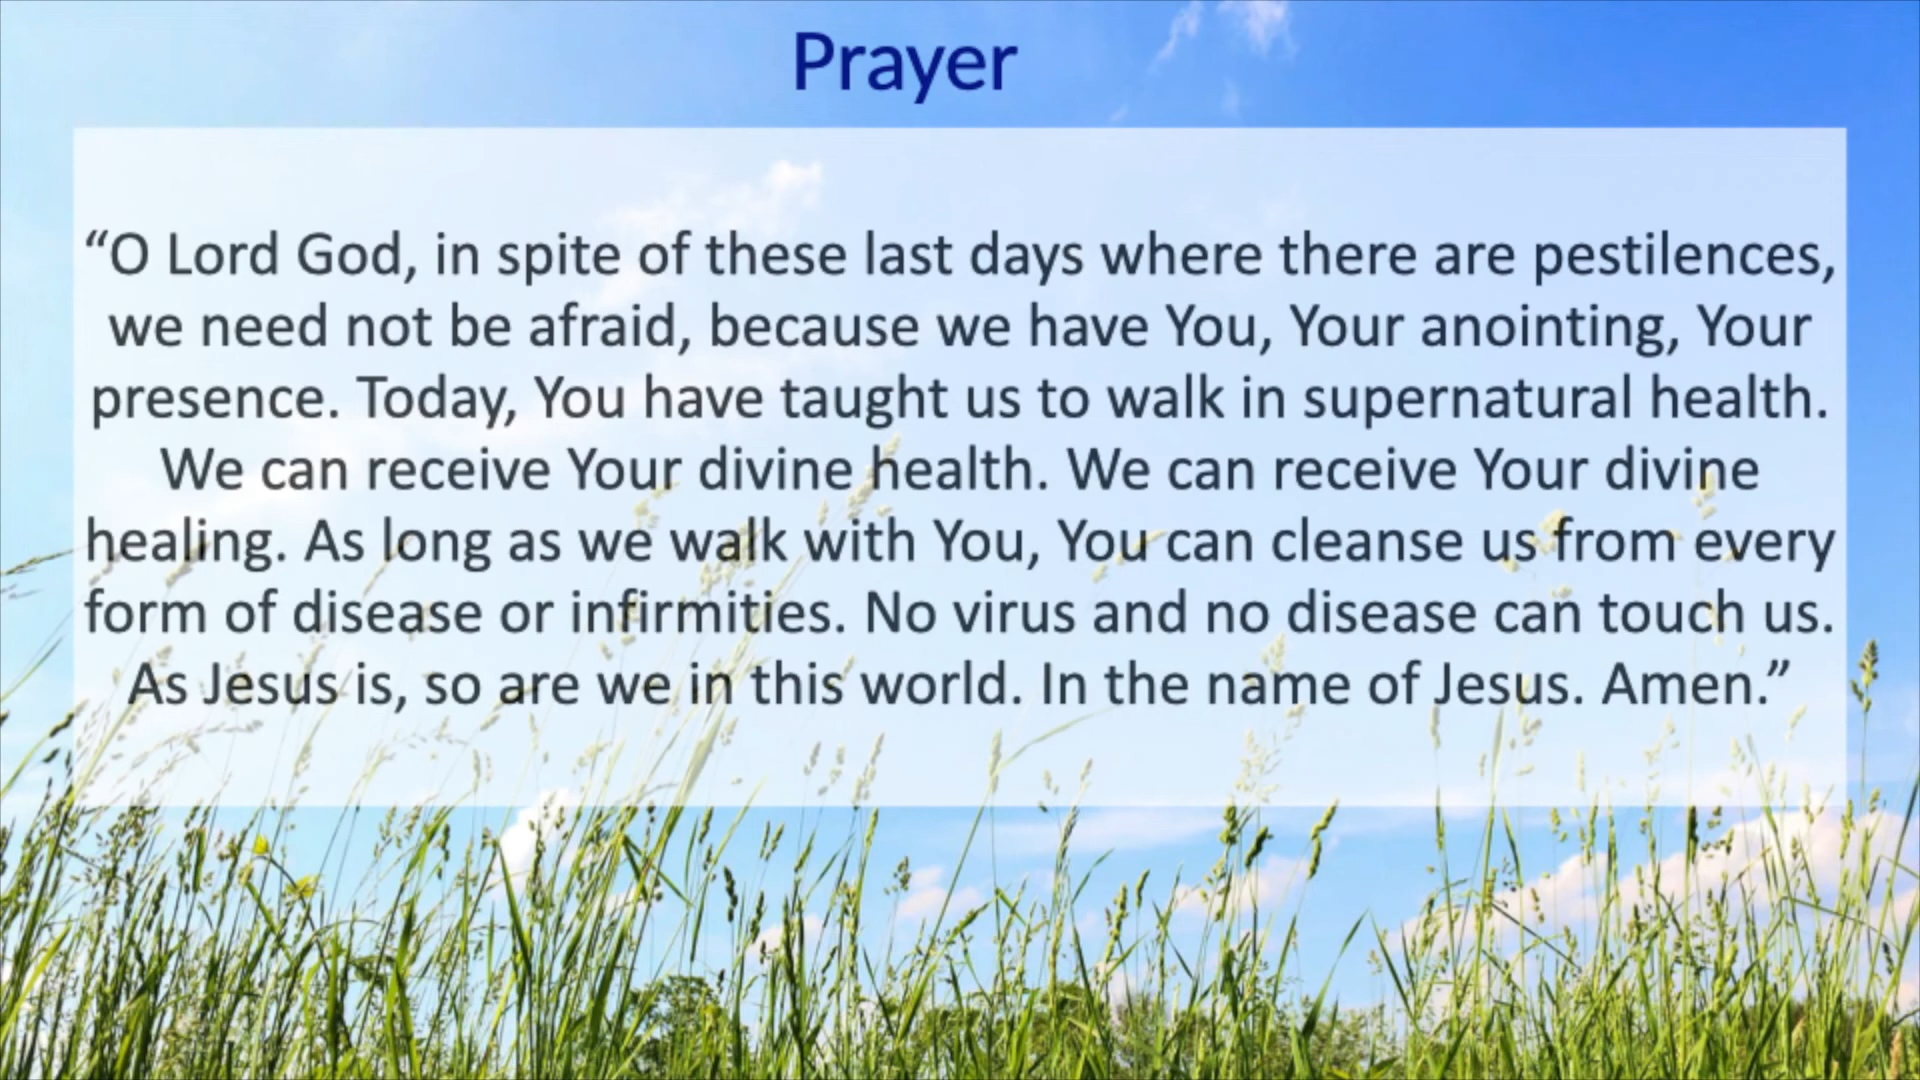 Prayer
“O Lord God, in spite of these last days where there are pestilences,
we need not be afraid, because we have You, Your anointing, Your
presence. Today, You have taught us to walk in supernatural health.
We can receive Your divine health. We can receive Your divine
healing. As long as we walk with You, You can cleanse us from every
form of disease or infirmities. No virus and no disease can touch us.
As Jesus is, so are we in this world. In the name of Jesus. Amen.”